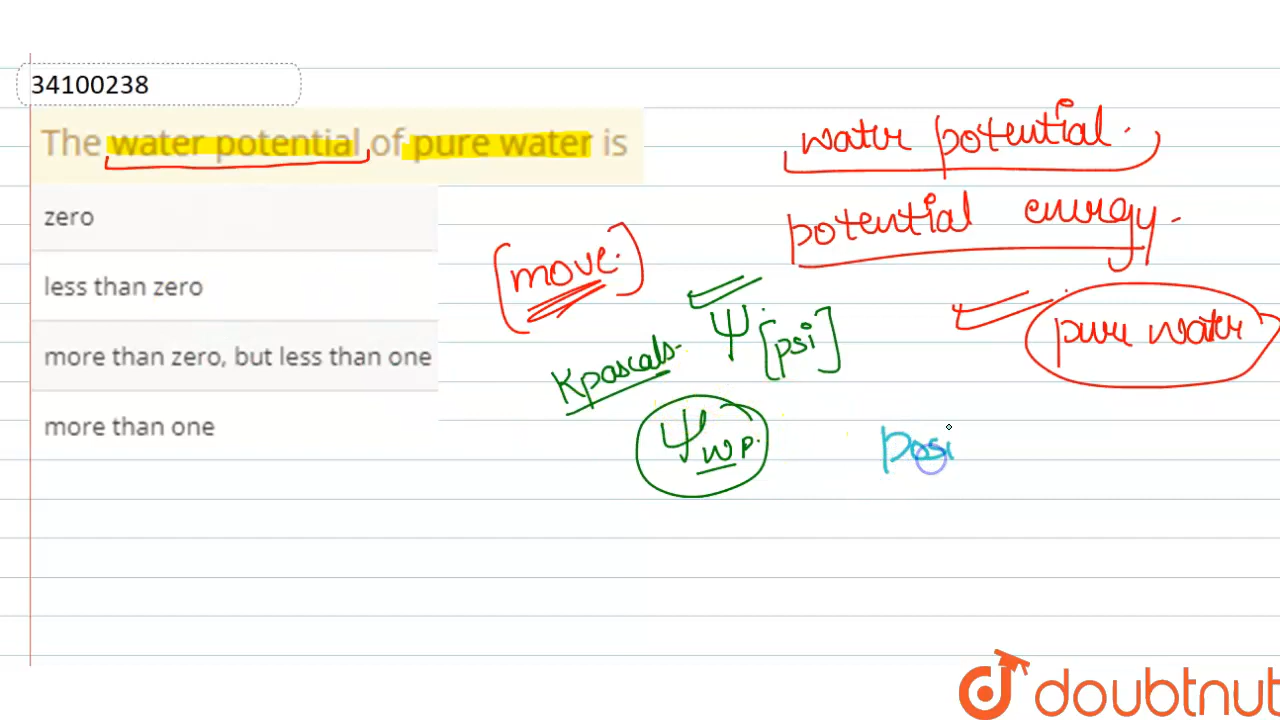 34100238
The water potential of pure water is
zero
less than zero
more than zero, but less than one
more than one
water potential.
potential energy.
[move.]
ψ [psi]
pure water
Kpascals-
ψ w p.
posi
doubtnut